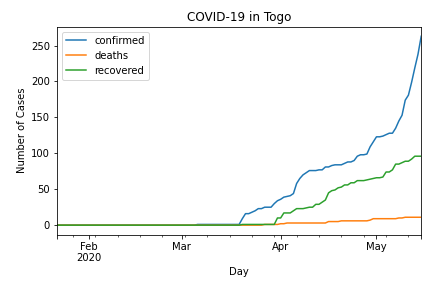 COVID-19 in Togo
confirmed
deaths
recovered
Number of Cases
250
200
150
100
50
0
Feb
2020
Mar
Apr
May
Day